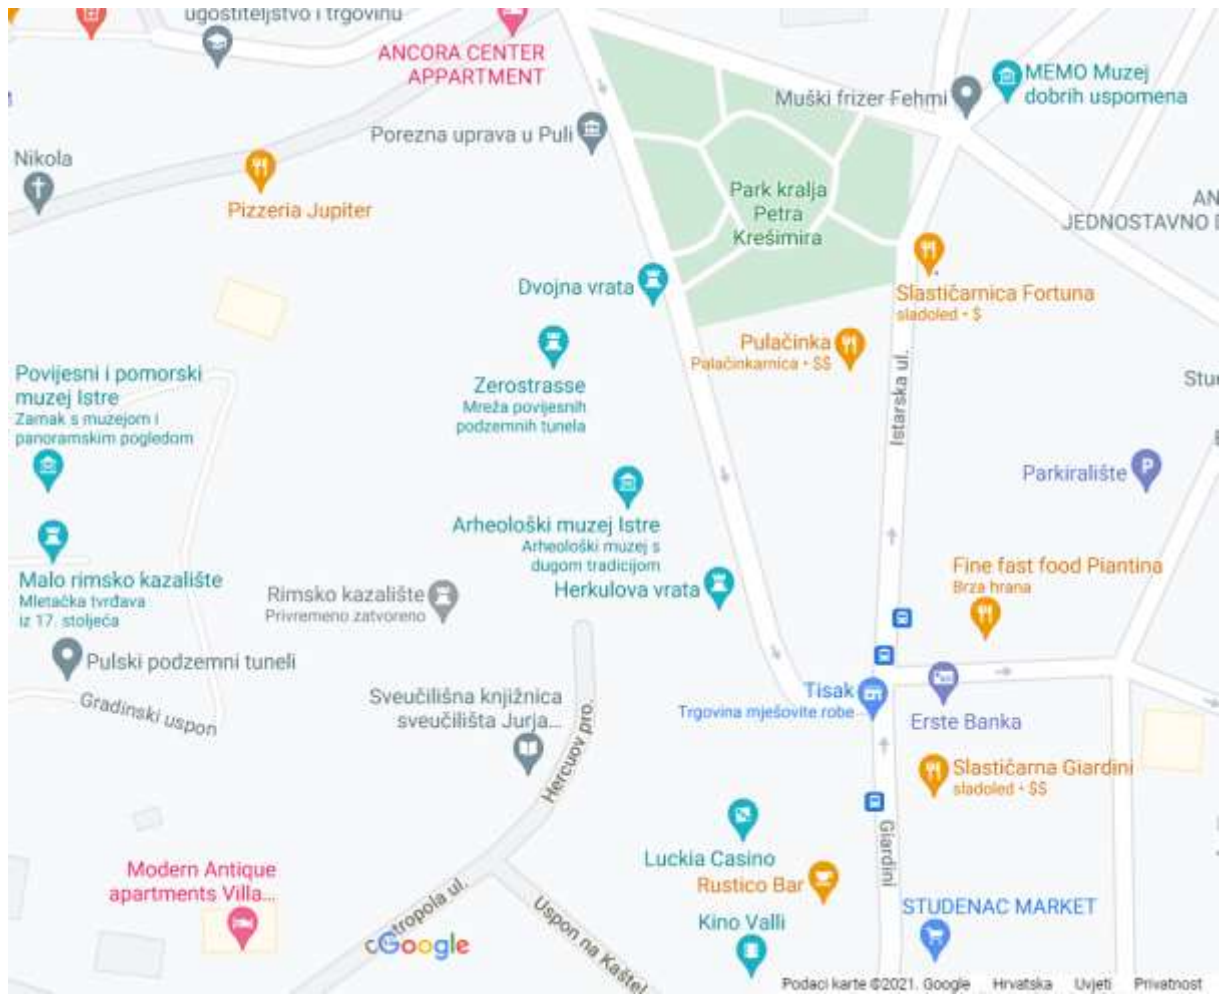 ugostiteljstvo i trgovinu
ANCORA CENTER
APPARTMENT
MEMO Muzej
dobrih uspomena
Muški frizer Fehmi
Porezna uprava u Puli
Nikola
Pizzeria Jupiter
Park kralja
Petra
Krešimira
AN
JEDNOSTAVNO D
Dvojna vrata
Slastičarnica Fortuna
sladoled • $
Pulačinka
Palačinkarnica • $$
Istarska ul.
Zerostrasse
Mreža povijesnih
podzemnih tunela
Povijesni i pomorski
muzej Istre
Zamak s muzejom i
panoramskim pogledom
Stu
Parkiralište
Arheološki muzej Istre
Arheološki muzej s
dugom tradicijom
Malo rimsko kazalište
Mletačka tvrđava
iz 17. stoljeća
Rimsko kazalište
Privremeno zatvoreno
Herkulova vrata
Fine fast food Piantina
Brza hrana
Pulski podzemni tuneli
Gradinski uspon
Sveučilišna knjižnica
sveučilišta Jurja...
Hercuov pro.
Tisak
Trgovina mješovite robe
Erste Banka
Slastičarna Giardini
sladoled • $$
Giardini
Luckia Casino
Rustico Bar
Modern Antique
apartments Villa...
STUDENAC MARKET
Kino Valli
Uspon na Kaštel
Google
Podaci karte ©2021. Google Hrvatska Uvjeti Privatnost